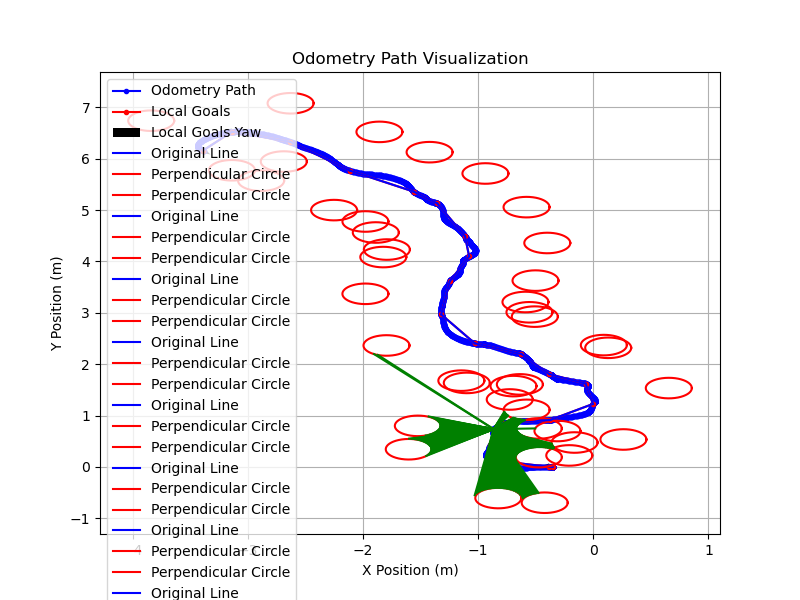 Odometry Path Visualization
Odometry Path
Local Goals
Local Goals Yaw
Original Line
Perpendicular Circle
Perpendicular Circle
Original Line
Perpendicular Circle
Perpendicular Circle
Original Line
Perpendicular Circle
Perpendicular Circle
Original Line
Perpendicular Circle
Perpendicular Circle
Original Line
Perpendicular Circle
Perpendicular Circle
Original Line
Perpendicular Circle
Perpendicular Circle
Original Line
Perpendicular Circle
Perpendicular Circle
Original Line
7
6
5
4
3
2
1
0
−1
Y Position (m)
−2
−1
0
1
X Position (m)